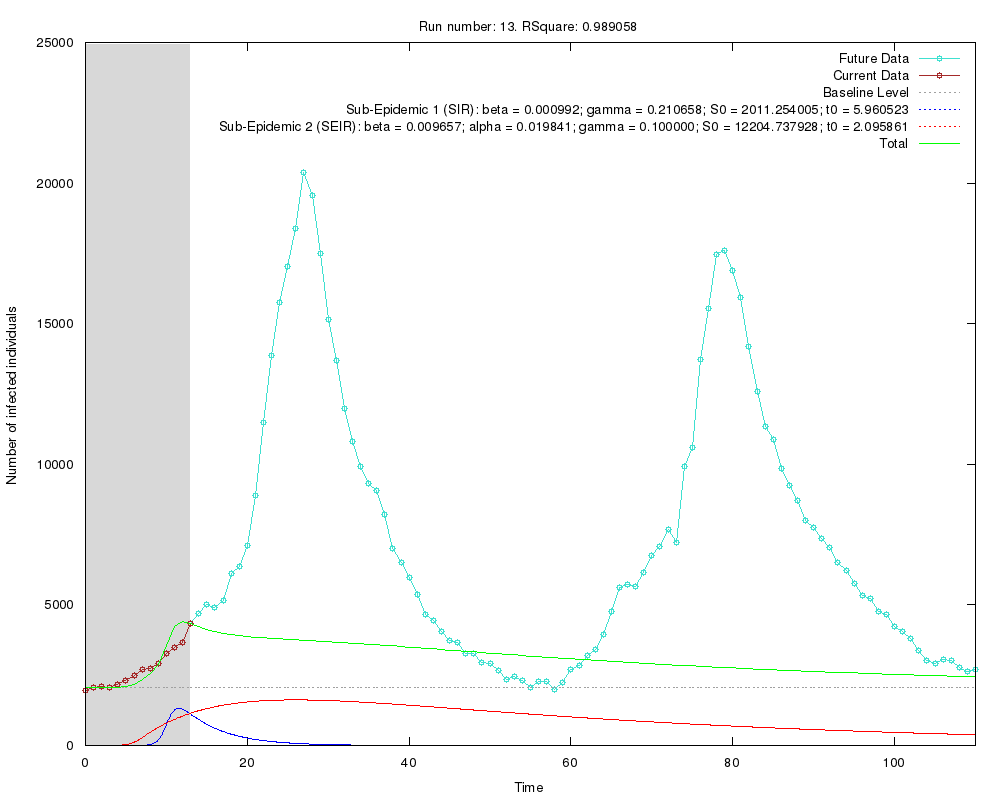 Run number: 13. RSquare: 0.989058
25000
20000
15000
10000
5000
0
Number of infected individuals
Future Data
Current Data
Baseline Level
Sub-Epidemic 1 (SIR): beta = 0.000992; gamma = 0.210658; S0 = 2011.254005; t0 = 5.960523
Sub-Epidemic 2 (SEIR): beta = 0.009657; alpha = 0.019841; gamma = 0.100000; S0 = 12204.737928; t0 = 2.095861
Total
0 20 40 60 80 100
Time